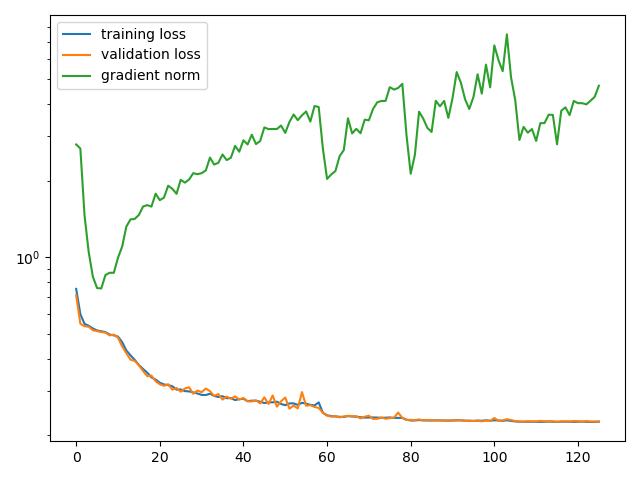 training loss
validation loss
gradient norm
10⁰
0 20 40 60 80 100 120